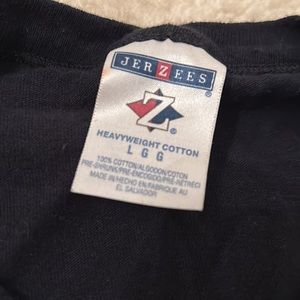 JERZEES
®
Z
®
HEAVYWEIGHT COTTON
L G G
100% COTTON/ALGODON/COTON
PRE-SHRUNK/PRE-ENCOGIDO/PRE-RÉTRÉCI
MADE IN/HECHO EN/FABRIQUE AU
EL SALVADOR